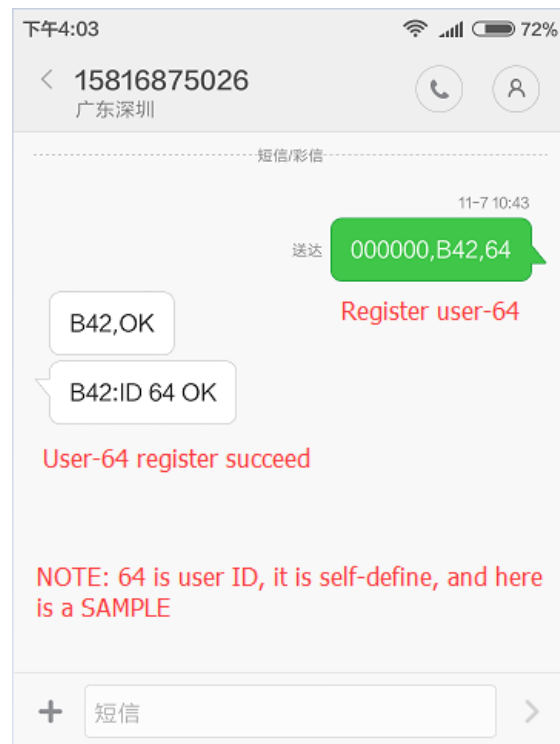 下午4:03
72%
15816875026
广东深圳
短信/彩信
11-7 10:43
送达
000000,B42,64
Register user-64
B42,OK
B42:ID 64 OK
User-64 register succeed
NOTE: 64 is user ID, it is self-define, and here
is a SAMPLE
短信